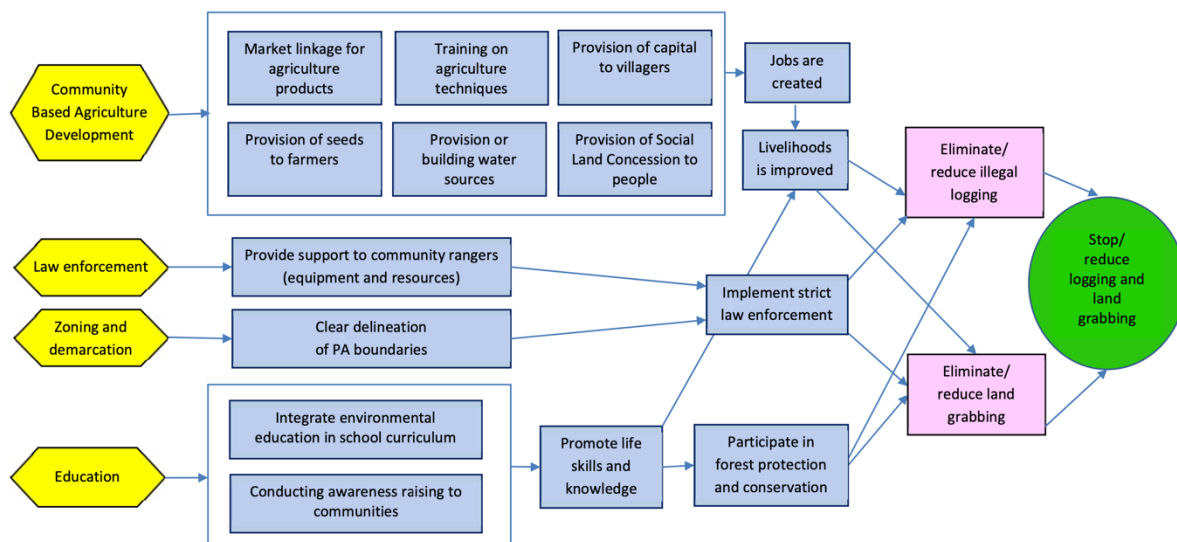 Community
Based Agriculture
Development
Market linkage for
agriculture
products
Training on
agriculture
techniques
Provision of capital
to villagers
Provision of seeds
to farmers
Provision or
building water
sources
Provision of Social
Land Concession to
people
Jobs are
created
Livelihoods
is improved
Eliminate/
reduce illegal
logging
Stop/
reduce
logging and
land
grabbing
Law enforcement
Provide support to community rangers
(equipment and resources)
Implement strict
law enforcement
Zoning and
demarcation
Clear delineation
of PA boundaries
Eliminate/
reduce land
grabbing
Education
Integrate environmental
education in school curriculum
Conducting awareness raising to
communities
Promote life
skills and
knowledge
Participate in
forest protection
and conservation